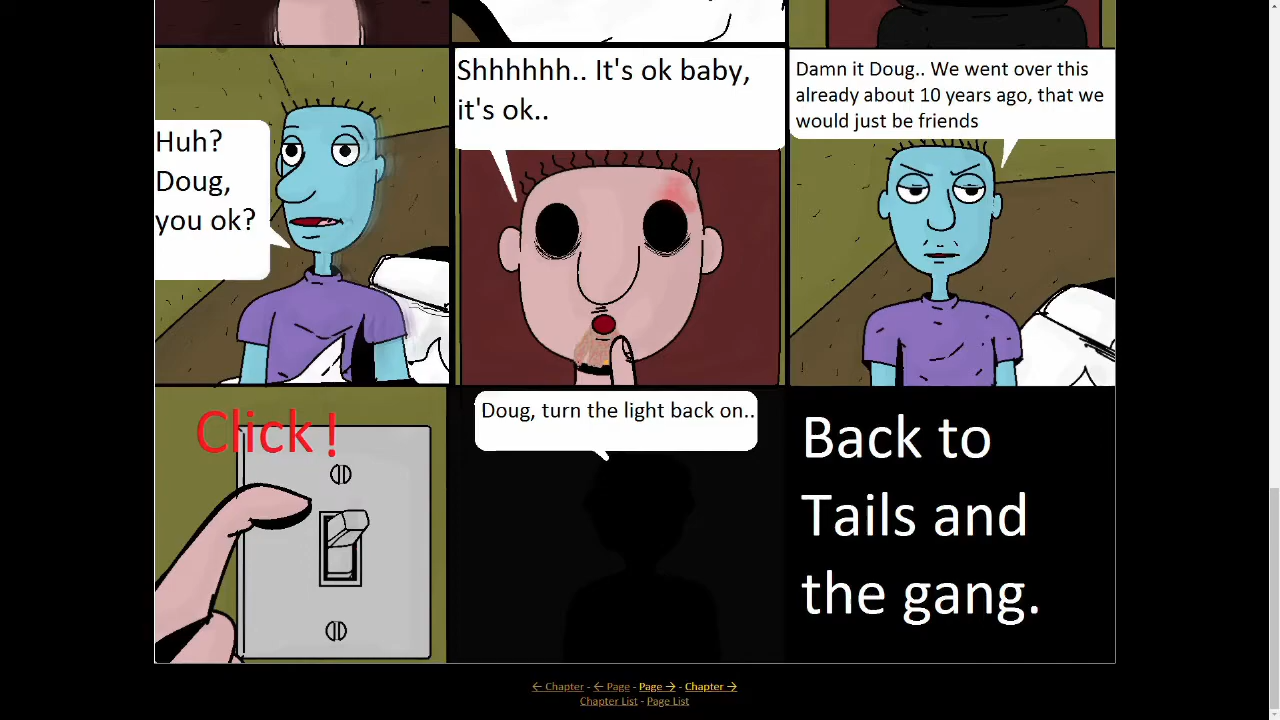 Huh?
Doug,
you ok?
Shhhhhh.. It's ok baby,
it's ok..
Damn it Doug.. We went over this
already about 10 years ago, that we
would just be friends
Click !
Doug, turn the light back on..
Back to
Tails and
the gang.
← Chapter - ← Page - Page → - Chapter →
Chapter List - Page List